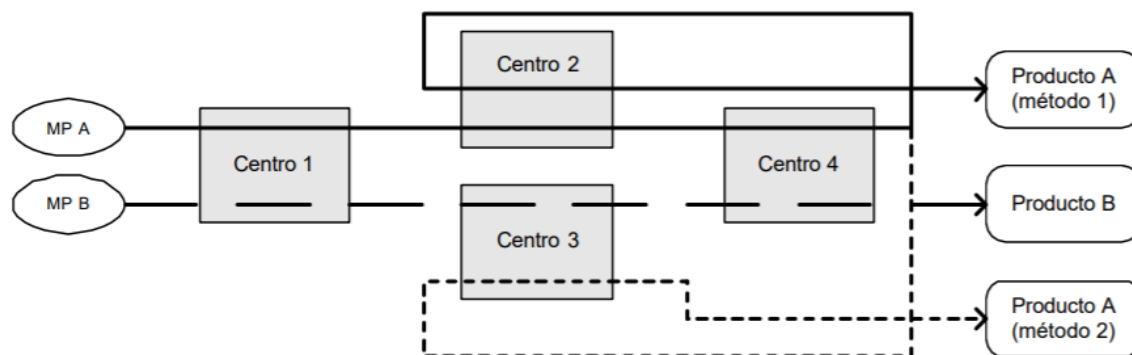 Centro 2
Producto A
(método 1)
MP A
Centro 1
Centro 4
MP B
Producto B
Centro 3
Producto A
(método 2)